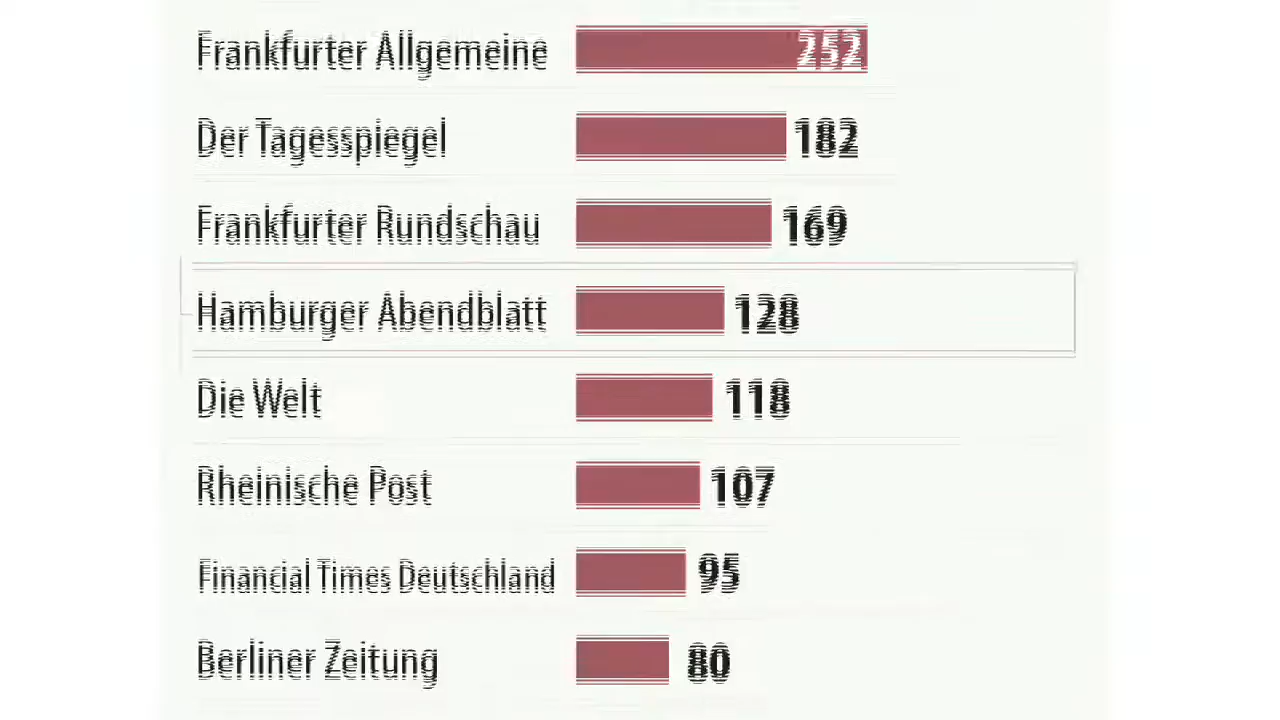 Frankfurter Allgemeine 252
Der Tagesspiegel 182
Frankfurter Rundschau 169
Hamburger Abendblatt 128
Die Welt 118
Rheinische Post 107
Financial Times Deutschland 95
Berliner Zeitung 80